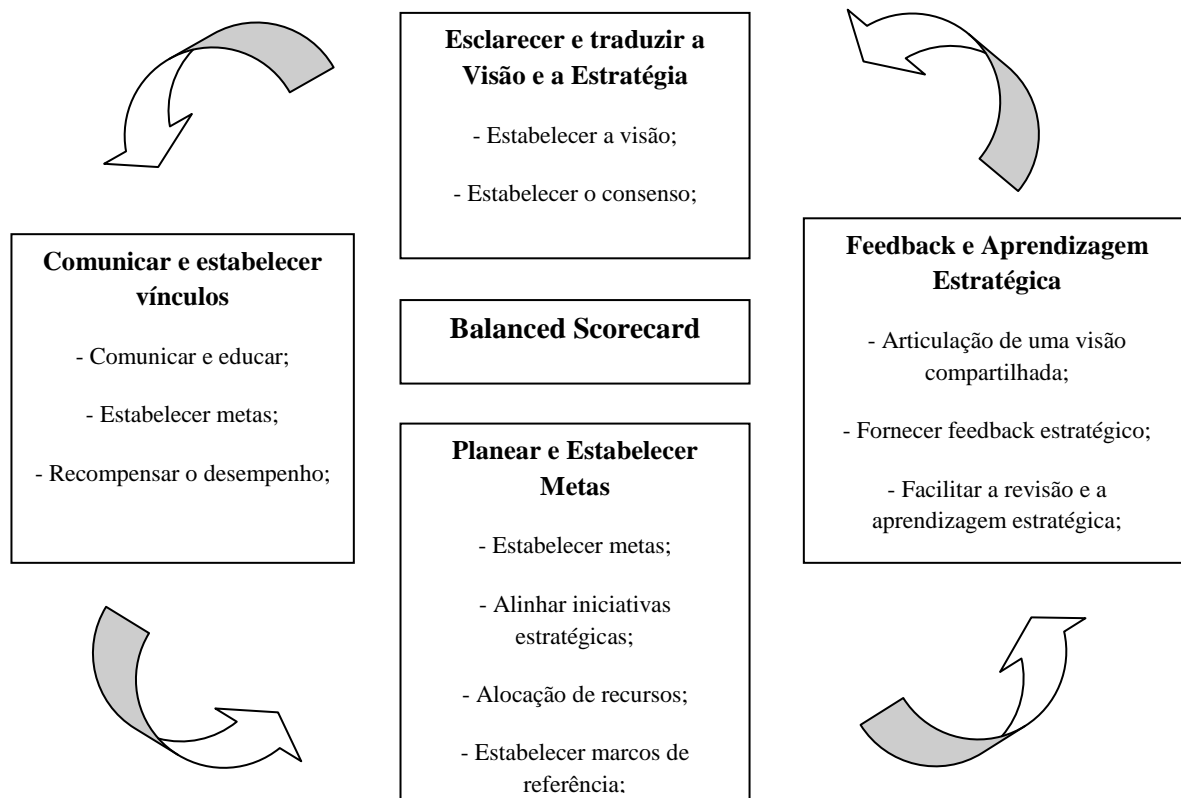 Esclarecer e traduzir a
Visão e a Estratégia
- Estabelecer a visão;
- Estabelecer o consenso;
Comunicar e estabelecer
vínculos
- Comunicar e educar;
- Estabelecer metas;
- Recompensar o desempenho;
Balanced Scorecard
Feedback e Aprendizagem
Estratégica
- Articulação de uma visão
compartilhada;
- Fornecer feedback estratégico;
- Facilitar a revisão e a
aprendizagem estratégica;
Planear e Estabelecer
Metas
- Estabelecer metas;
- Alinhar iniciativas
estratégicas;
- Alocação de recursos;
- Estabelecer marcos de
referência;